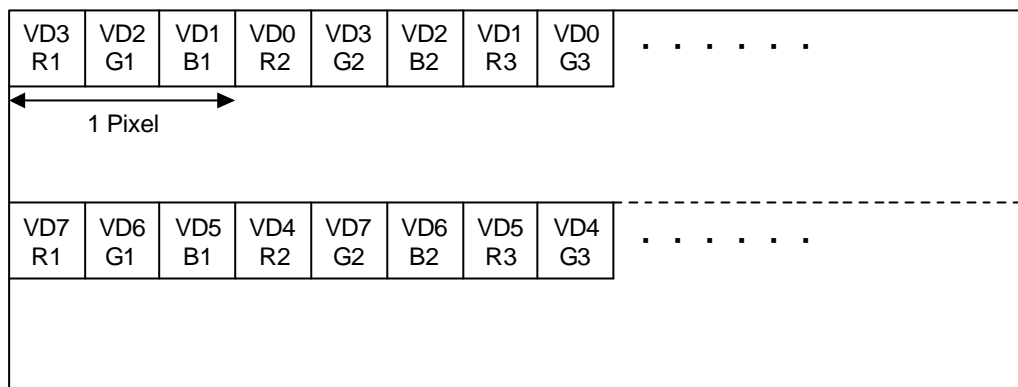 VD3 VD2 VD1 VD0 VD3 VD2 VD1 VD0
R1 G1 B1 R2 G2 B2 R3 G3 . . . . . .
1 Pixel
VD7 VD6 VD5 VD4 VD7 VD6 VD5 VD4
R1 G1 B1 R2 G2 B2 R3 G3 . . . . . .